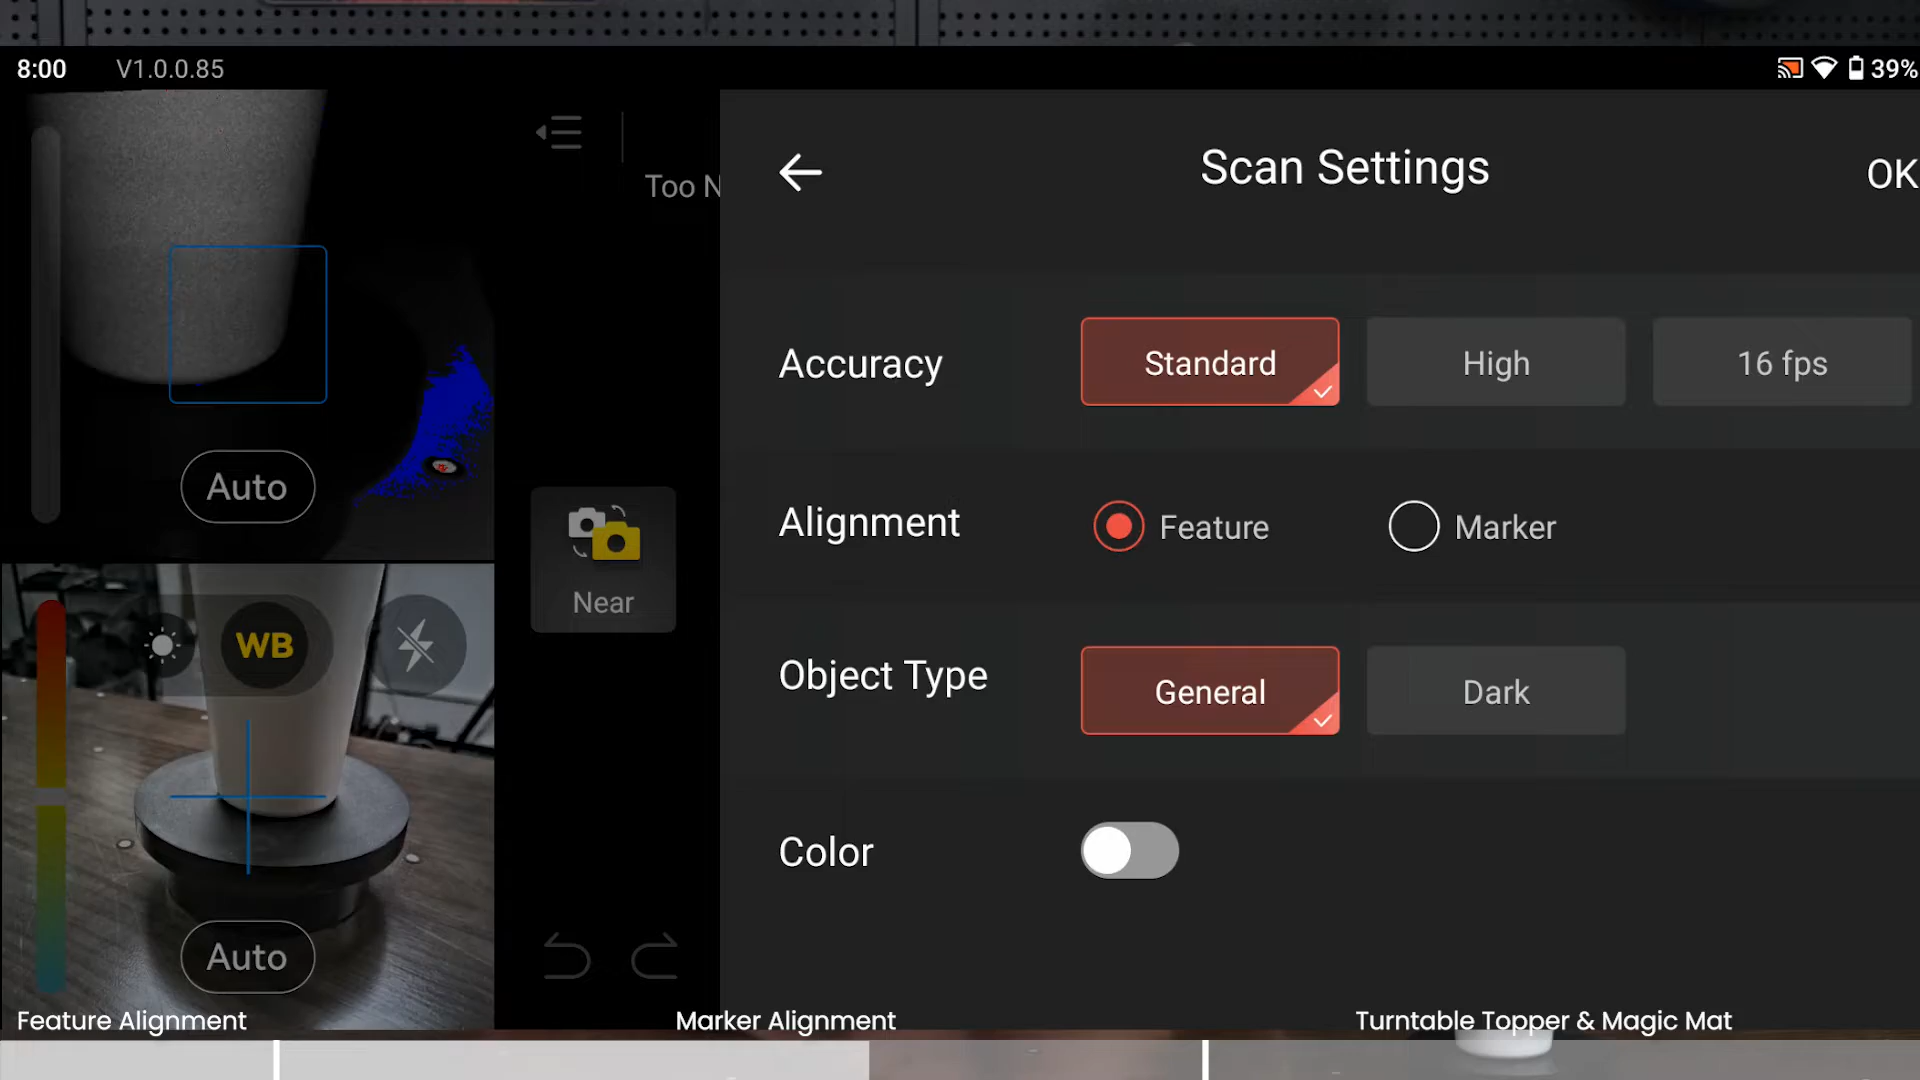 8:00 V1.0.0.85 39%
Too N
Scan Settings
OK
Accuracy Standard High 16 fps
Auto
Alignment Feature Marker
Near
WB
Object Type General Dark
Color
Auto
Feature Alignment Marker Alignment Turntable Topper & Magic Mat